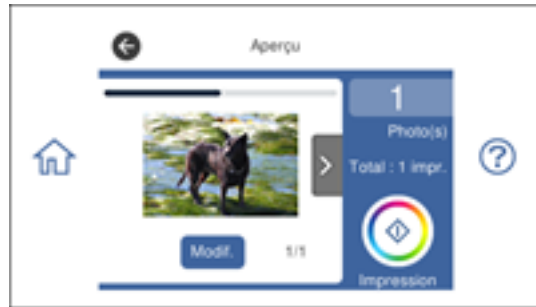 Aperçu
1
Photo(s)
Total : 1 impr.
Modif.
1/1
Impression